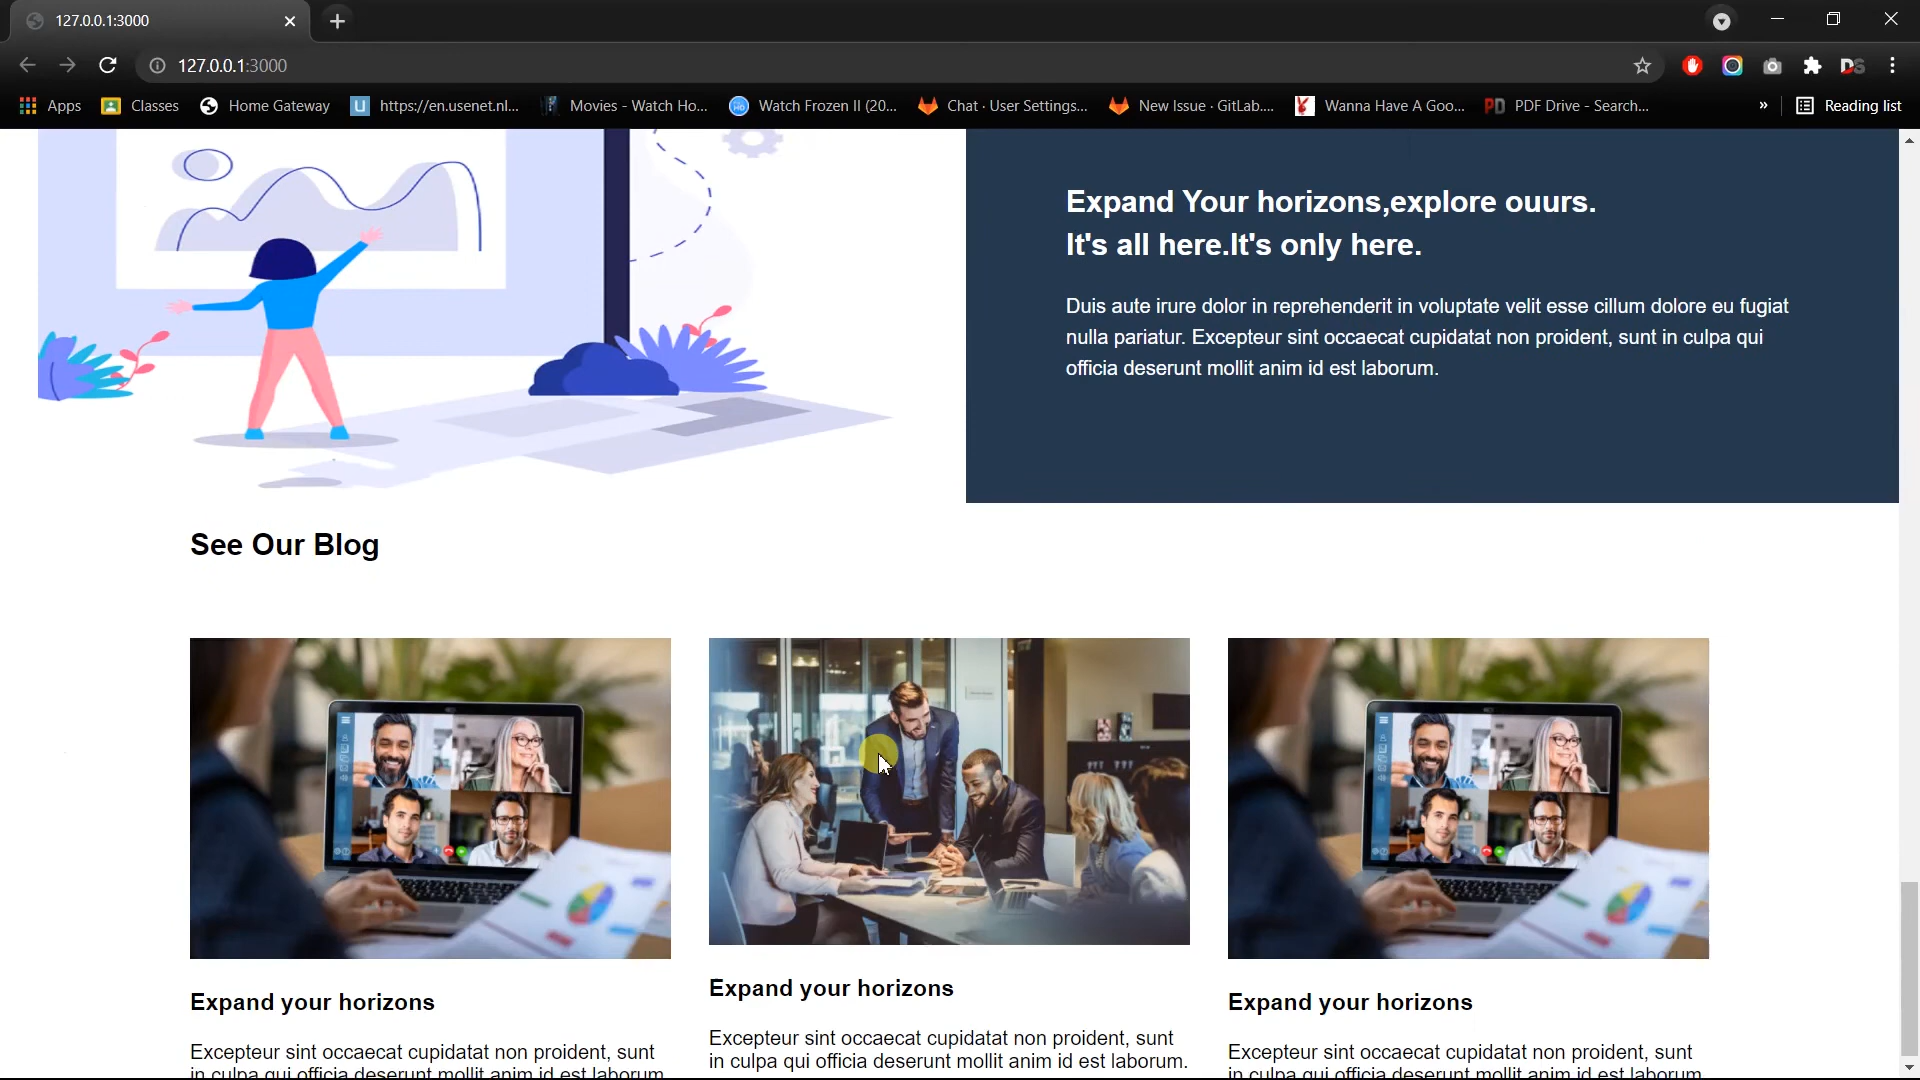 127.0.0.1:3000
127.0.0.1:3000
Apps Classes Home Gateway https://en.usenet.nl... Movies - Watch Ho... Watch Frozen II (20... Chat · User Settings... New Issue · GitLab.... Wanna Have A Goo... PDF Drive - Search... » Reading list
Expand Your horizons,explore ouurs.
It's all here.It's only here.
Duis aute irure dolor in reprehenderit in voluptate velit esse cillum dolore eu fugiat
nulla pariatur. Excepteur sint occaecat cupidatat non proident, sunt in culpa qui
officia deserunt mollit anim id est laborum.
See Our Blog
Expand your horizons
Excepteur sint occaecat cupidatat non proident, sunt
in culpa qui officia deserunt mollit anim id est laborum.
Expand your horizons
Excepteur sint occaecat cupidatat non proident, sunt
in culpa qui officia deserunt mollit anim id est laborum.
Expand your horizons
Excepteur sint occaecat cupidatat non proident, sunt
in culpa qui officia deserunt mollit anim id est laborum.